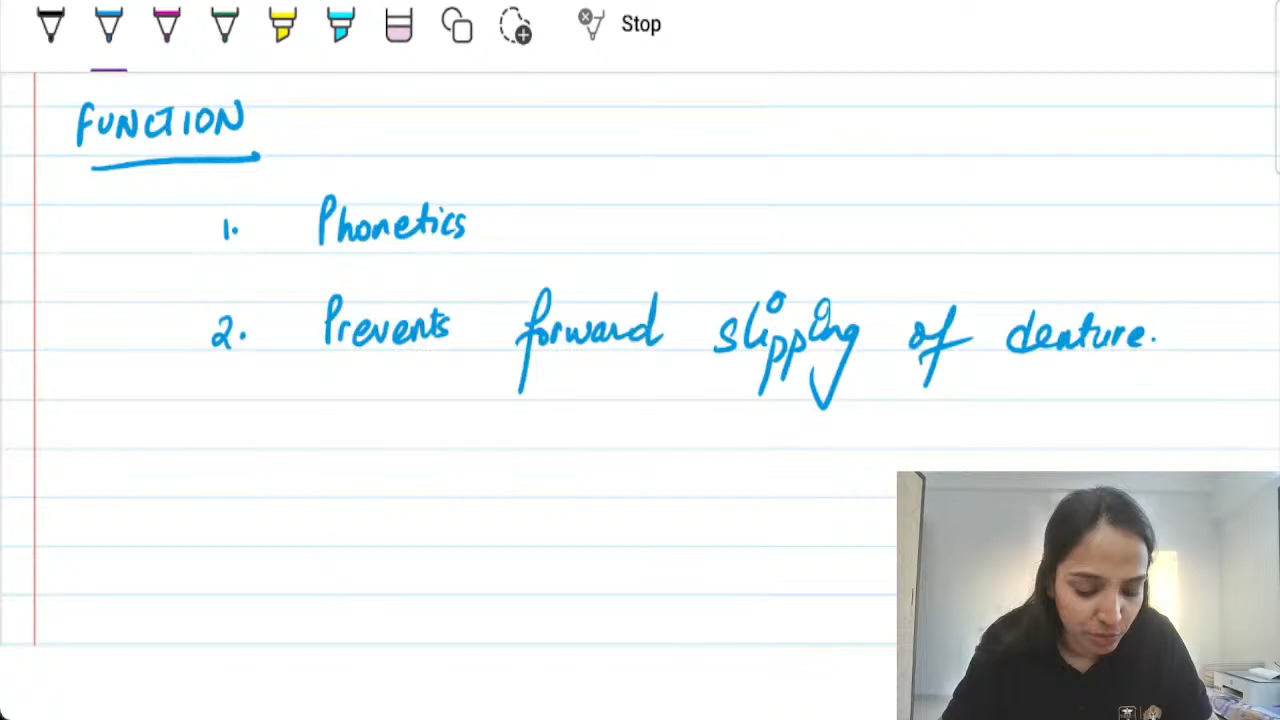 Stop
FUNCTION
1. Phonetics
2. Prevents forward slipping of denture.